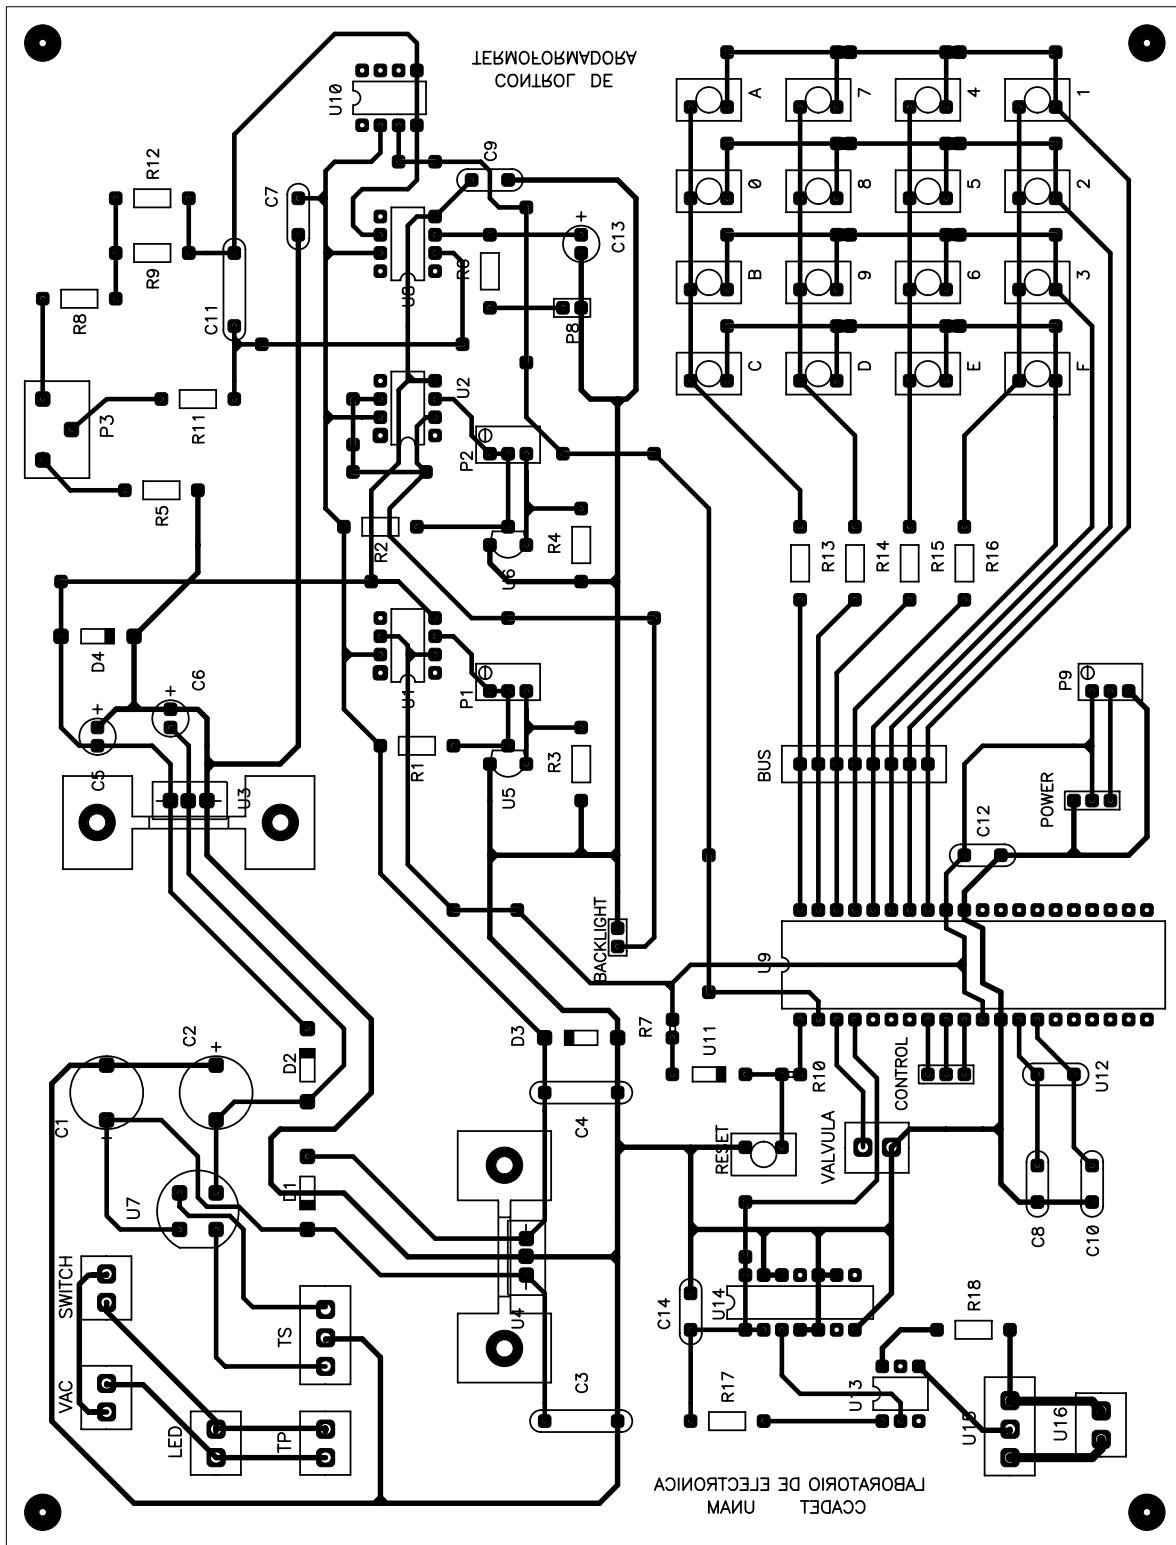 TERMOFORMADORA
CONTROL DE
U10
A
7
4
1
R12
C7
C9
0
8
5
2
+
C13
R9
R6
U8
B
9
6
3
R8
C11
P8
C
D
E
F
U2
P3
R11
P2
R5
R2
R4
U6
R13
R14
R15
R16
D4
C6
+
+
U1
P1
P9
C5
U3
R1
U5
R3
BUS
POWER
C12
BACKLIGHT
U9
D3
R7
C2
+
D2
U11
R10
CONTROL
U12
C1
+
C4
RESET
VALVULA
U7
D1
C8
C10
SWITCH
TS
U4
C14
U14
R18
VAC
C3
R17
U13
LED
TP
U15
U16
LABORATORIO DE ELECTRONICA
CCADET UNAM